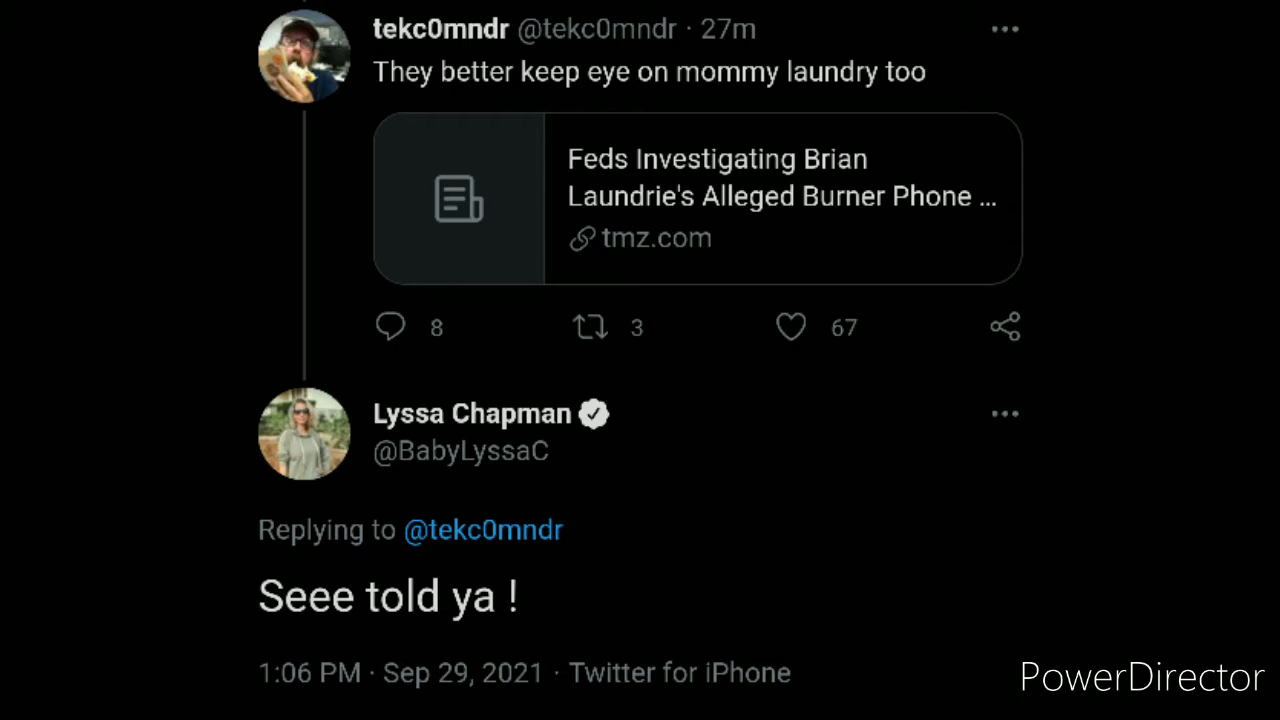 tekc0mndr @tekc0mndr · 27m
They better keep eye on mommy laundry too
Feds Investigating Brian
Laundrie's Alleged Burner Phone ...
tmz.com
8 3 67
Lyssa Chapman
@BabyLyssaC
Replying to @tekc0mndr
Seee told ya !
1:06 PM · Sep 29, 2021 · Twitter for iPhone
PowerDirector